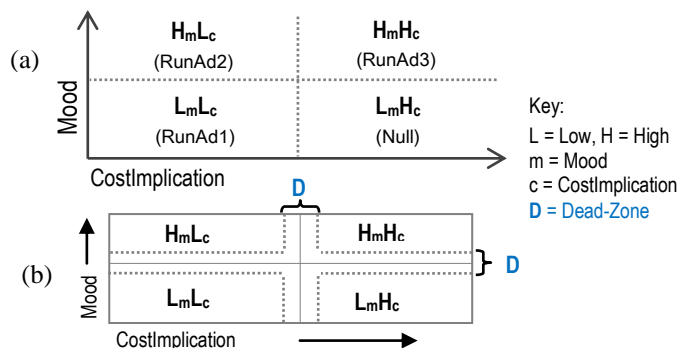 (a)
Mood
HmLc
(RunAd2)
HmHc
(RunAd3)
LmLc
(RunAd1)
LmHc
(Null)
CostImplication
Key:
L = Low, H = High
m = Mood
c = CostImplication
D = Dead-Zone
(b)
D
Mood
HmLc
HmHc
D
LmLc
LmHc
CostImplication